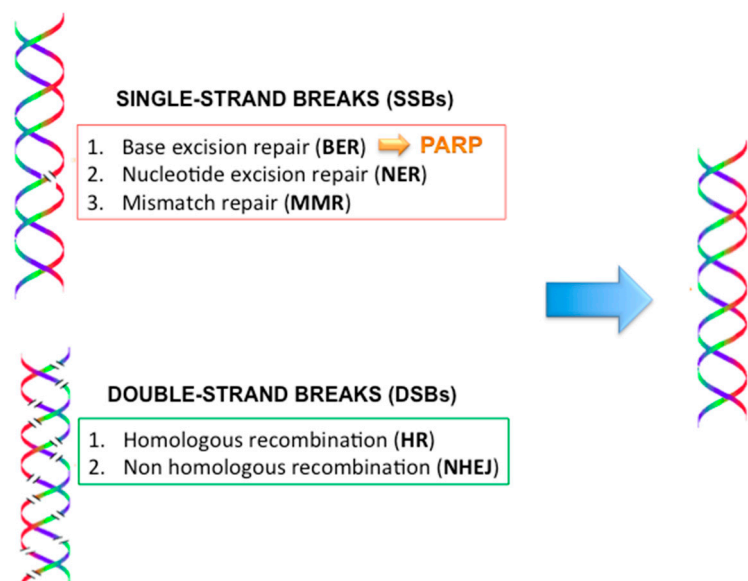 SINGLE-STRAND BREAKS (SSBs)
1. Base excision repair (BER) PARP
2. Nucleotide excision repair (NER)
3. Mismatch repair (MMR)
DOUBLE-STRAND BREAKS (DSBs)
1. Homologous recombination (HR)
2. Non homologous recombination (NHEJ)